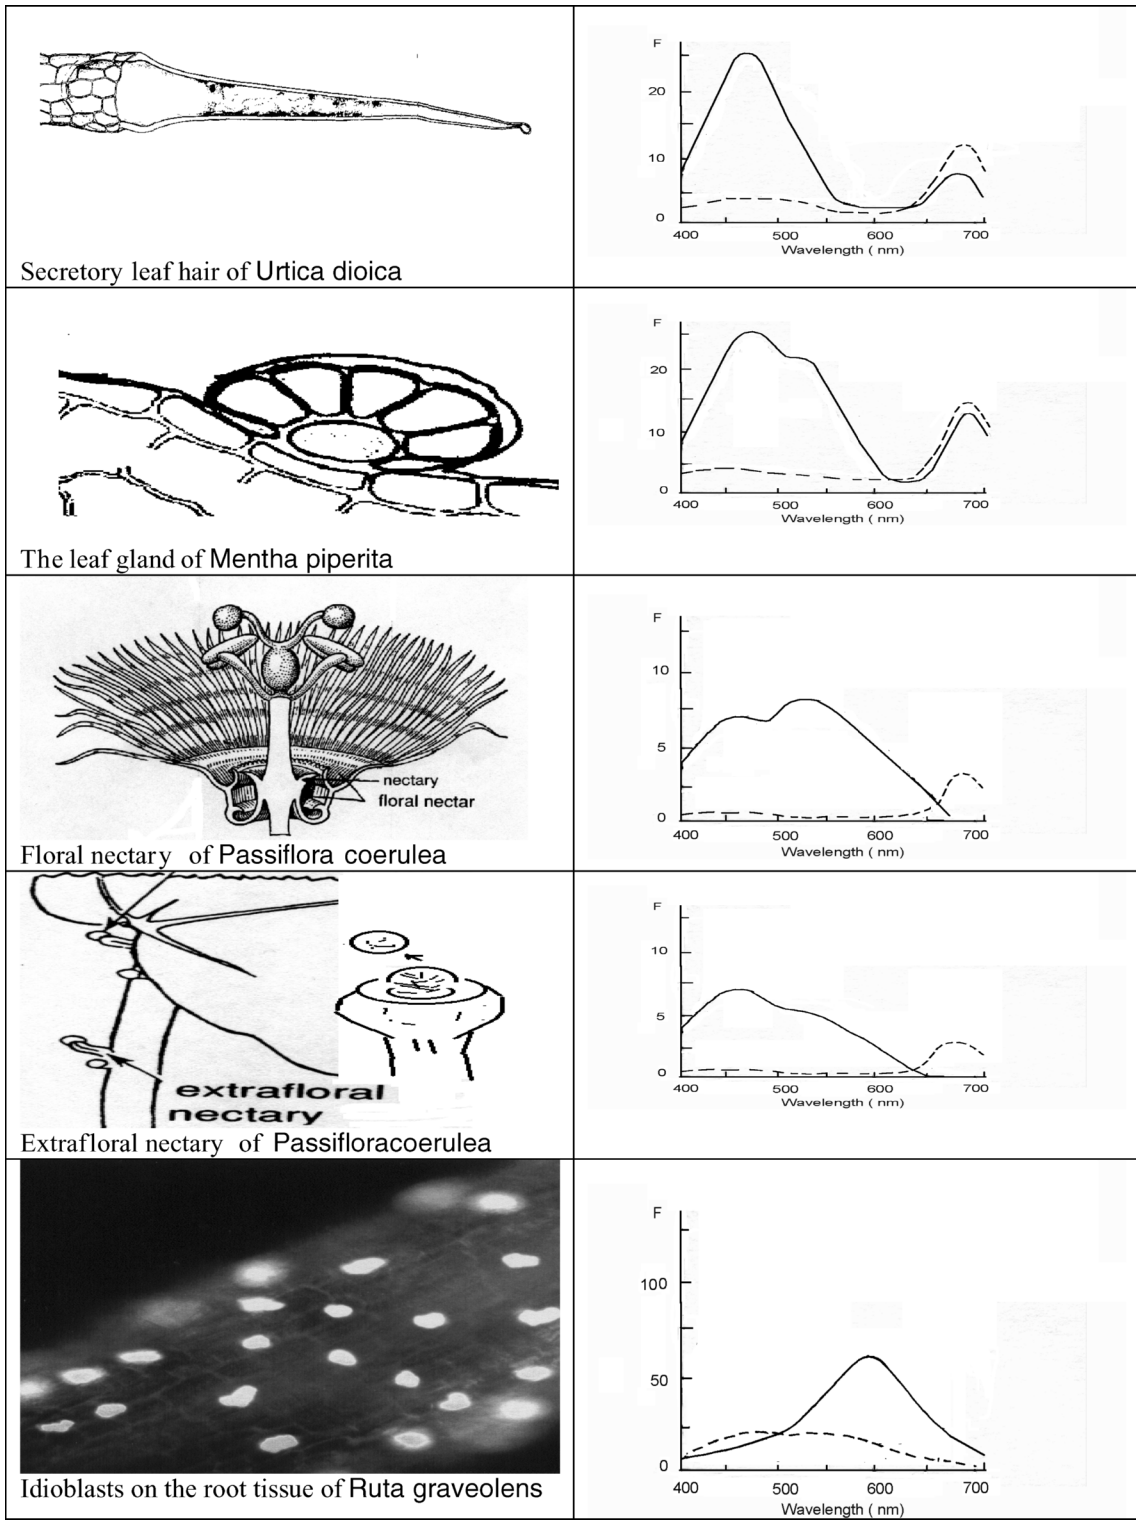 F
20
10
0
400 500 600 700
Wavelength ( nm)
Secretory leaf hair of Urtica dioica
F
20
10
0
400 500 600 700
Wavelength ( nm)
The leaf gland of Mentha piperita
nectary
floral nectar
F
10
5
0
400 500 600 700
Wavelength ( nm)
Floral nectary of Passiflora coerulea
extrafloral
nectary
F
10
5
0
400 500 600 700
Wavelength ( nm)
Extrafloral nectary of Passifloracoerulea
F
100
50
0
400 500 600 700
Wavelength ( nm)
Idioblasts on the root tissue of Ruta graveolens